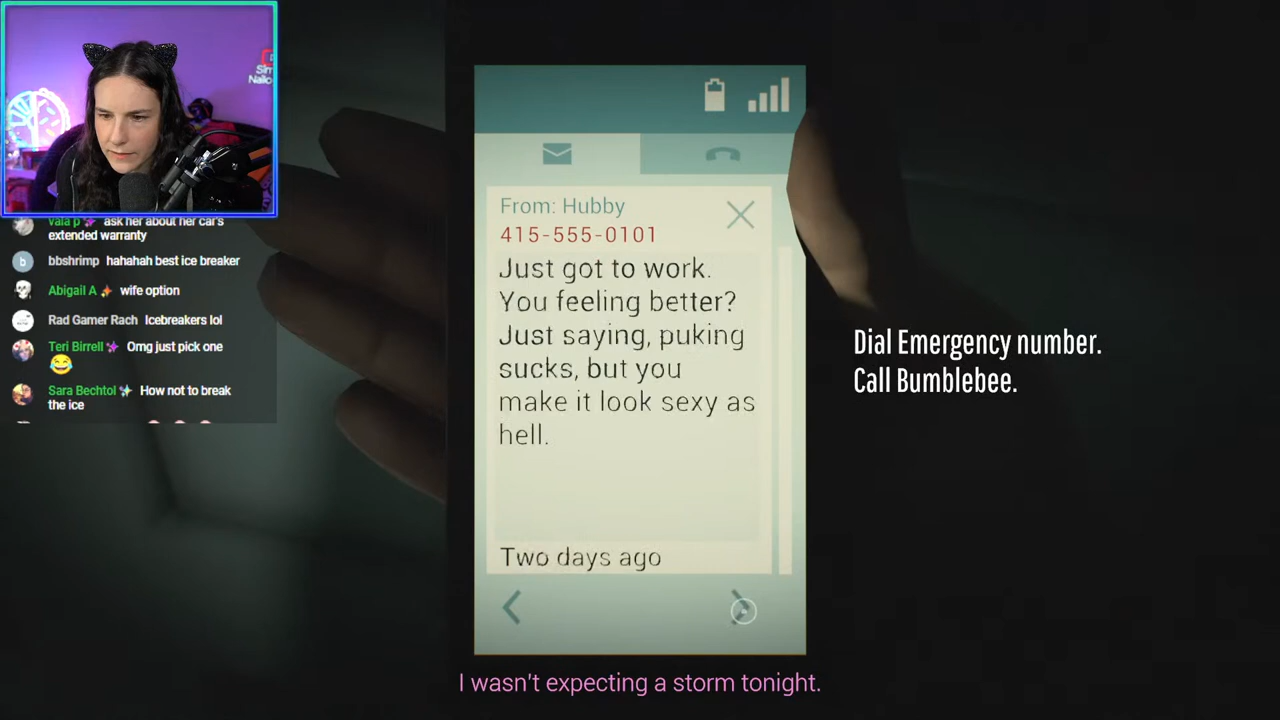 Vala p ask her about her car's
extended warranty
bbshrimp hahahah best ice breaker
Abigail A wife option
Rad Gamer Rach Icebreakers lol
Teri Birrell Omg just pick one
Sara Bechtol How not to break
the ice
From: Hubby
415-555-0101
Just got to work.
You feeling better?
Just saying, puking
sucks, but you
make it look sexy as
hell.
Two days ago
Dial Emergency number.
Call Bumblebee.
I wasn't expecting a storm tonight.